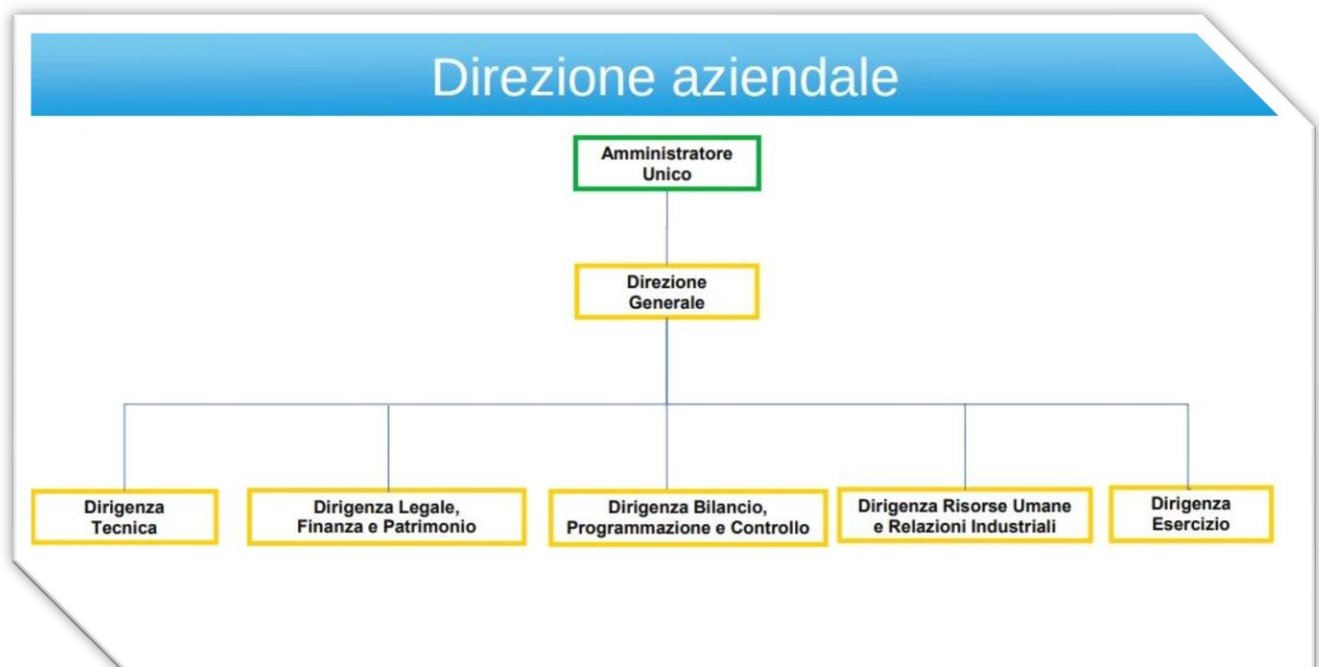 Direzione aziendale
Amministratore
Unico
Direzione
Generale
Dirigenza
Tecnica
Dirigenza Legale,
Finanza e Patrimonio
Dirigenza Bilancio,
Programmazione e Controllo
Dirigenza Risorse Umane
e Relazioni Industriali
Dirigenza
Esercizio